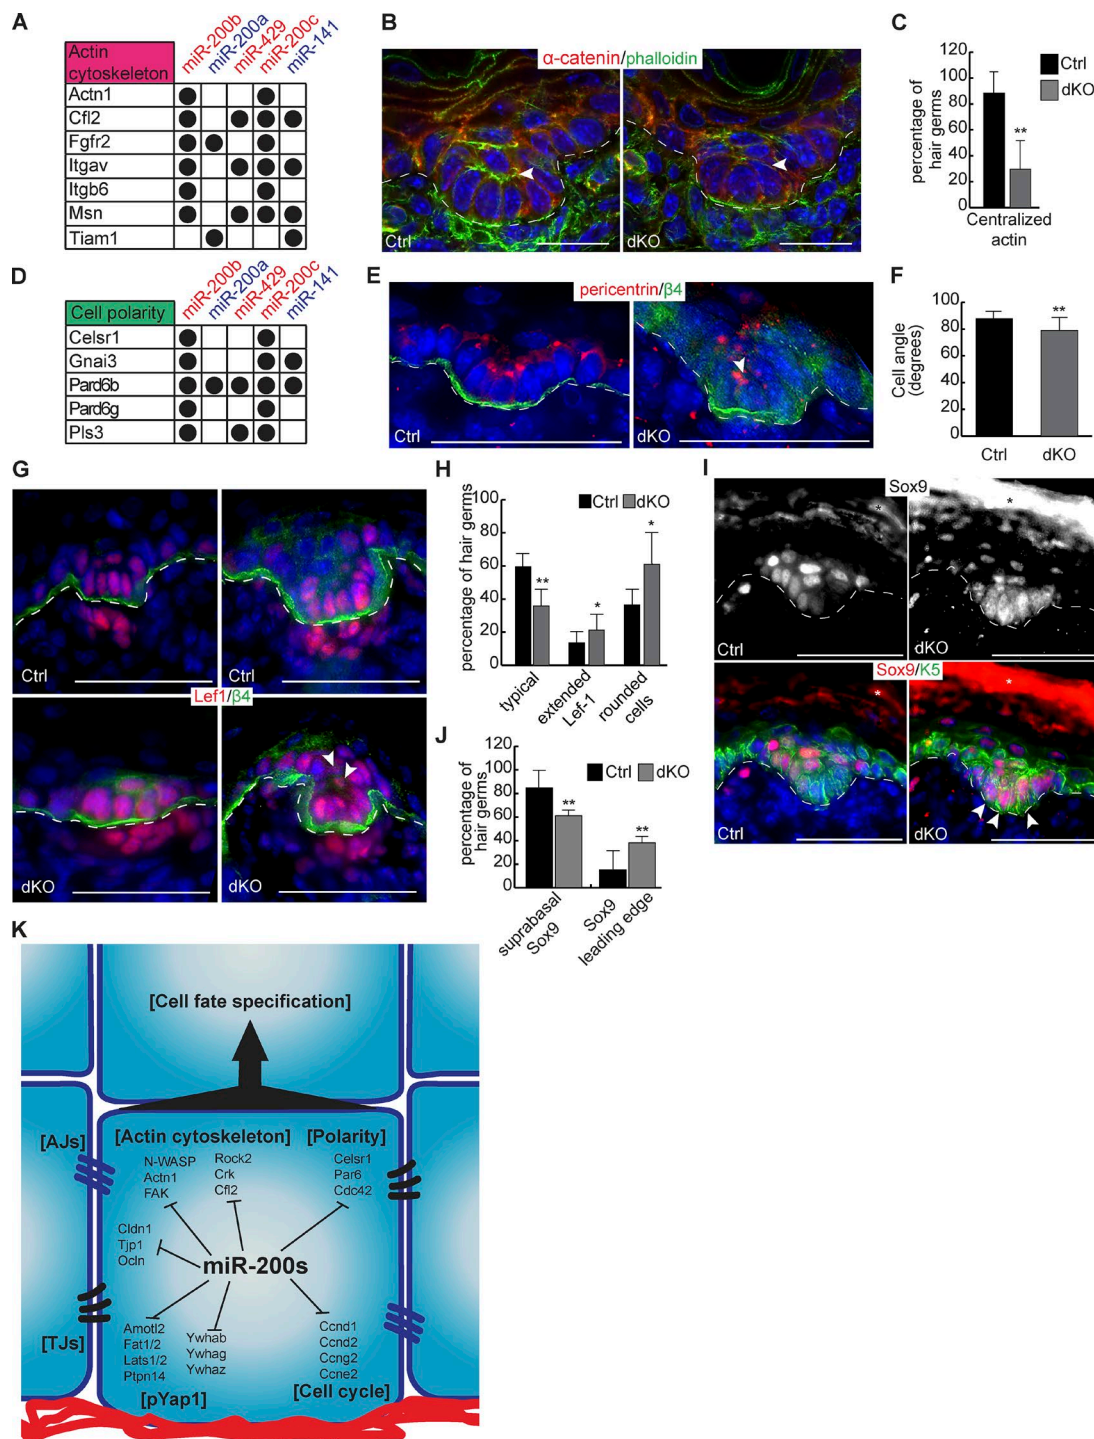 A
miR-200b
miR-200a
miR-429
miR-200c
miR-141
Actin
cytoskeleton
Actn1
Cfl2
Fgfr2
Itgav
Itgb6
Msn
Tiam1
B
α-catenin/phalloidin
Ctrl
dKO
C
percentage of
hair germs
140
120
100
80
60
40
20
0
**
Ctrl
dKO
Centralized
actin
D
miR-200b
miR-200a
miR-429
miR-200c
miR-141
Cell polarity
Celsr1
Gnai3
Pard6b
Pard6g
Pls3
E
pericentrin/β4
Ctrl
dKO
F
Cell angle
(degrees)
100
80
60
40
20
0
**
Ctrl
dKO
G
Ctrl
Lef1/β4
dKO
dKO
H
percentage of hair germs
100
80
60
40
20
0
Ctrl
dKO
**
*
*
typical
extended
Lef-1
rounded
cells
I
Sox9
*
*
Ctrl
dKO
Sox9/K5
*
*
Ctrl
dKO
J
percentage of
hair germs
120
100
80
60
40
20
0
Ctrl
dKO
**
**
suprabasal
Sox9
Sox9
leading edge
K
[Cell fate specification]
[AJs]
[Actin cytoskeleton]
[Polarity]
N-WASP
Actn1
FAK
Rock2
Crk
Cfl2
Celsr1
Par6
Cdc42
Cldn1
Tjp1
Ocln
miR-200s
[TJs]
Amotl2
Fat1/2
Lats1/2
Ptpn14
Ywhab
Ywhag
Ywhaz
Ccnd1
Ccnd2
Ccng2
Ccne2
[pYap1]
[Cell cycle]